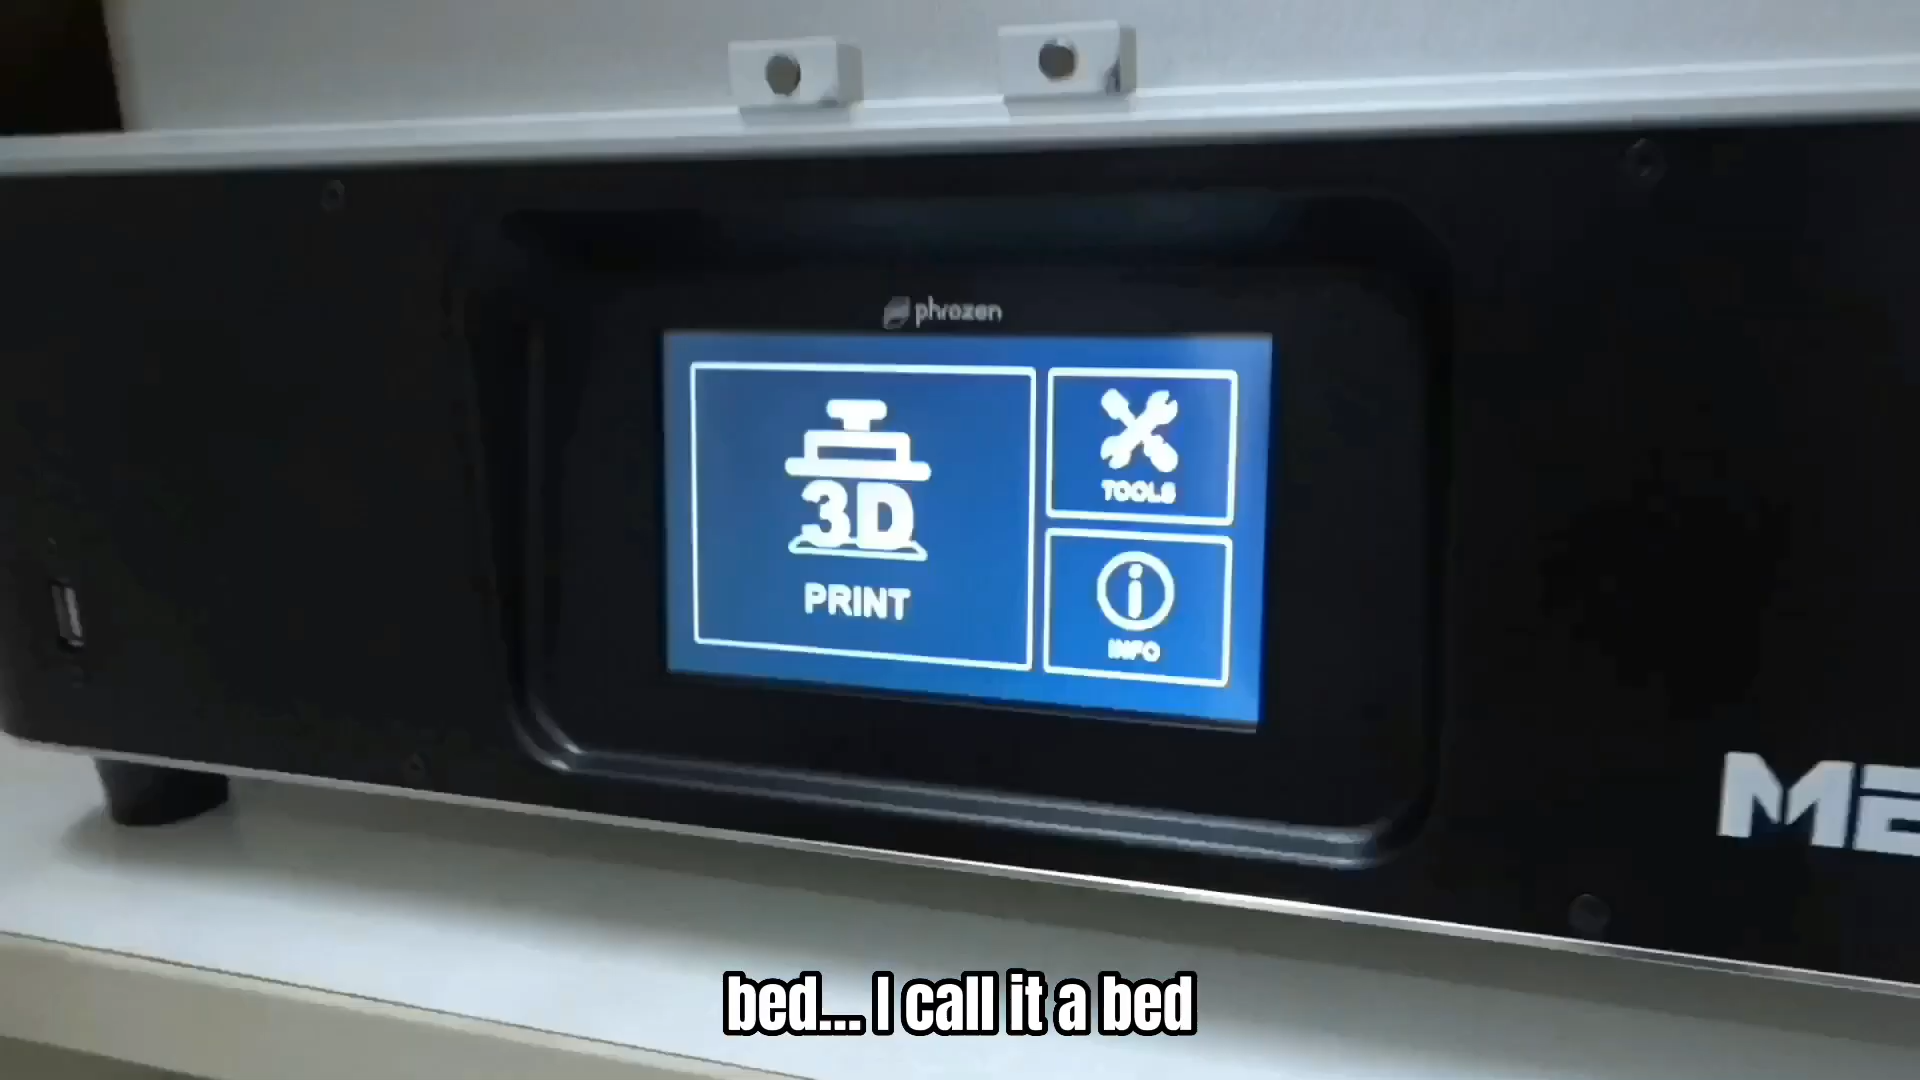 phrozen
3D
PRINT
TOOLS
INFO
bed... I call it a bed